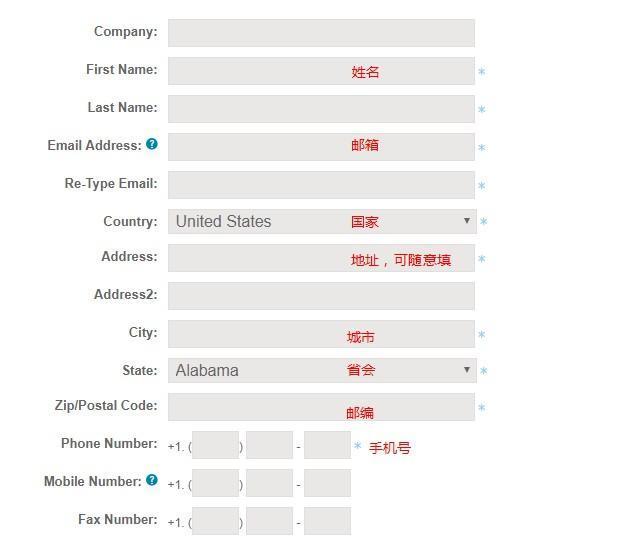 Company:
First Name: 姓名 *
Last Name: *
Email Address: ? 邮箱 *
Re-Type Email: *
Country: United States 国家 *
Address: 地址，可随意填 *
Address2:
City: 城市 *
State: Alabama 省会 *
Zip/Postal Code: 邮编 *
Phone Number: +1. ( ) - * 手机号
Mobile Number: ? +1. ( ) -
Fax Number: +1. ( ) -